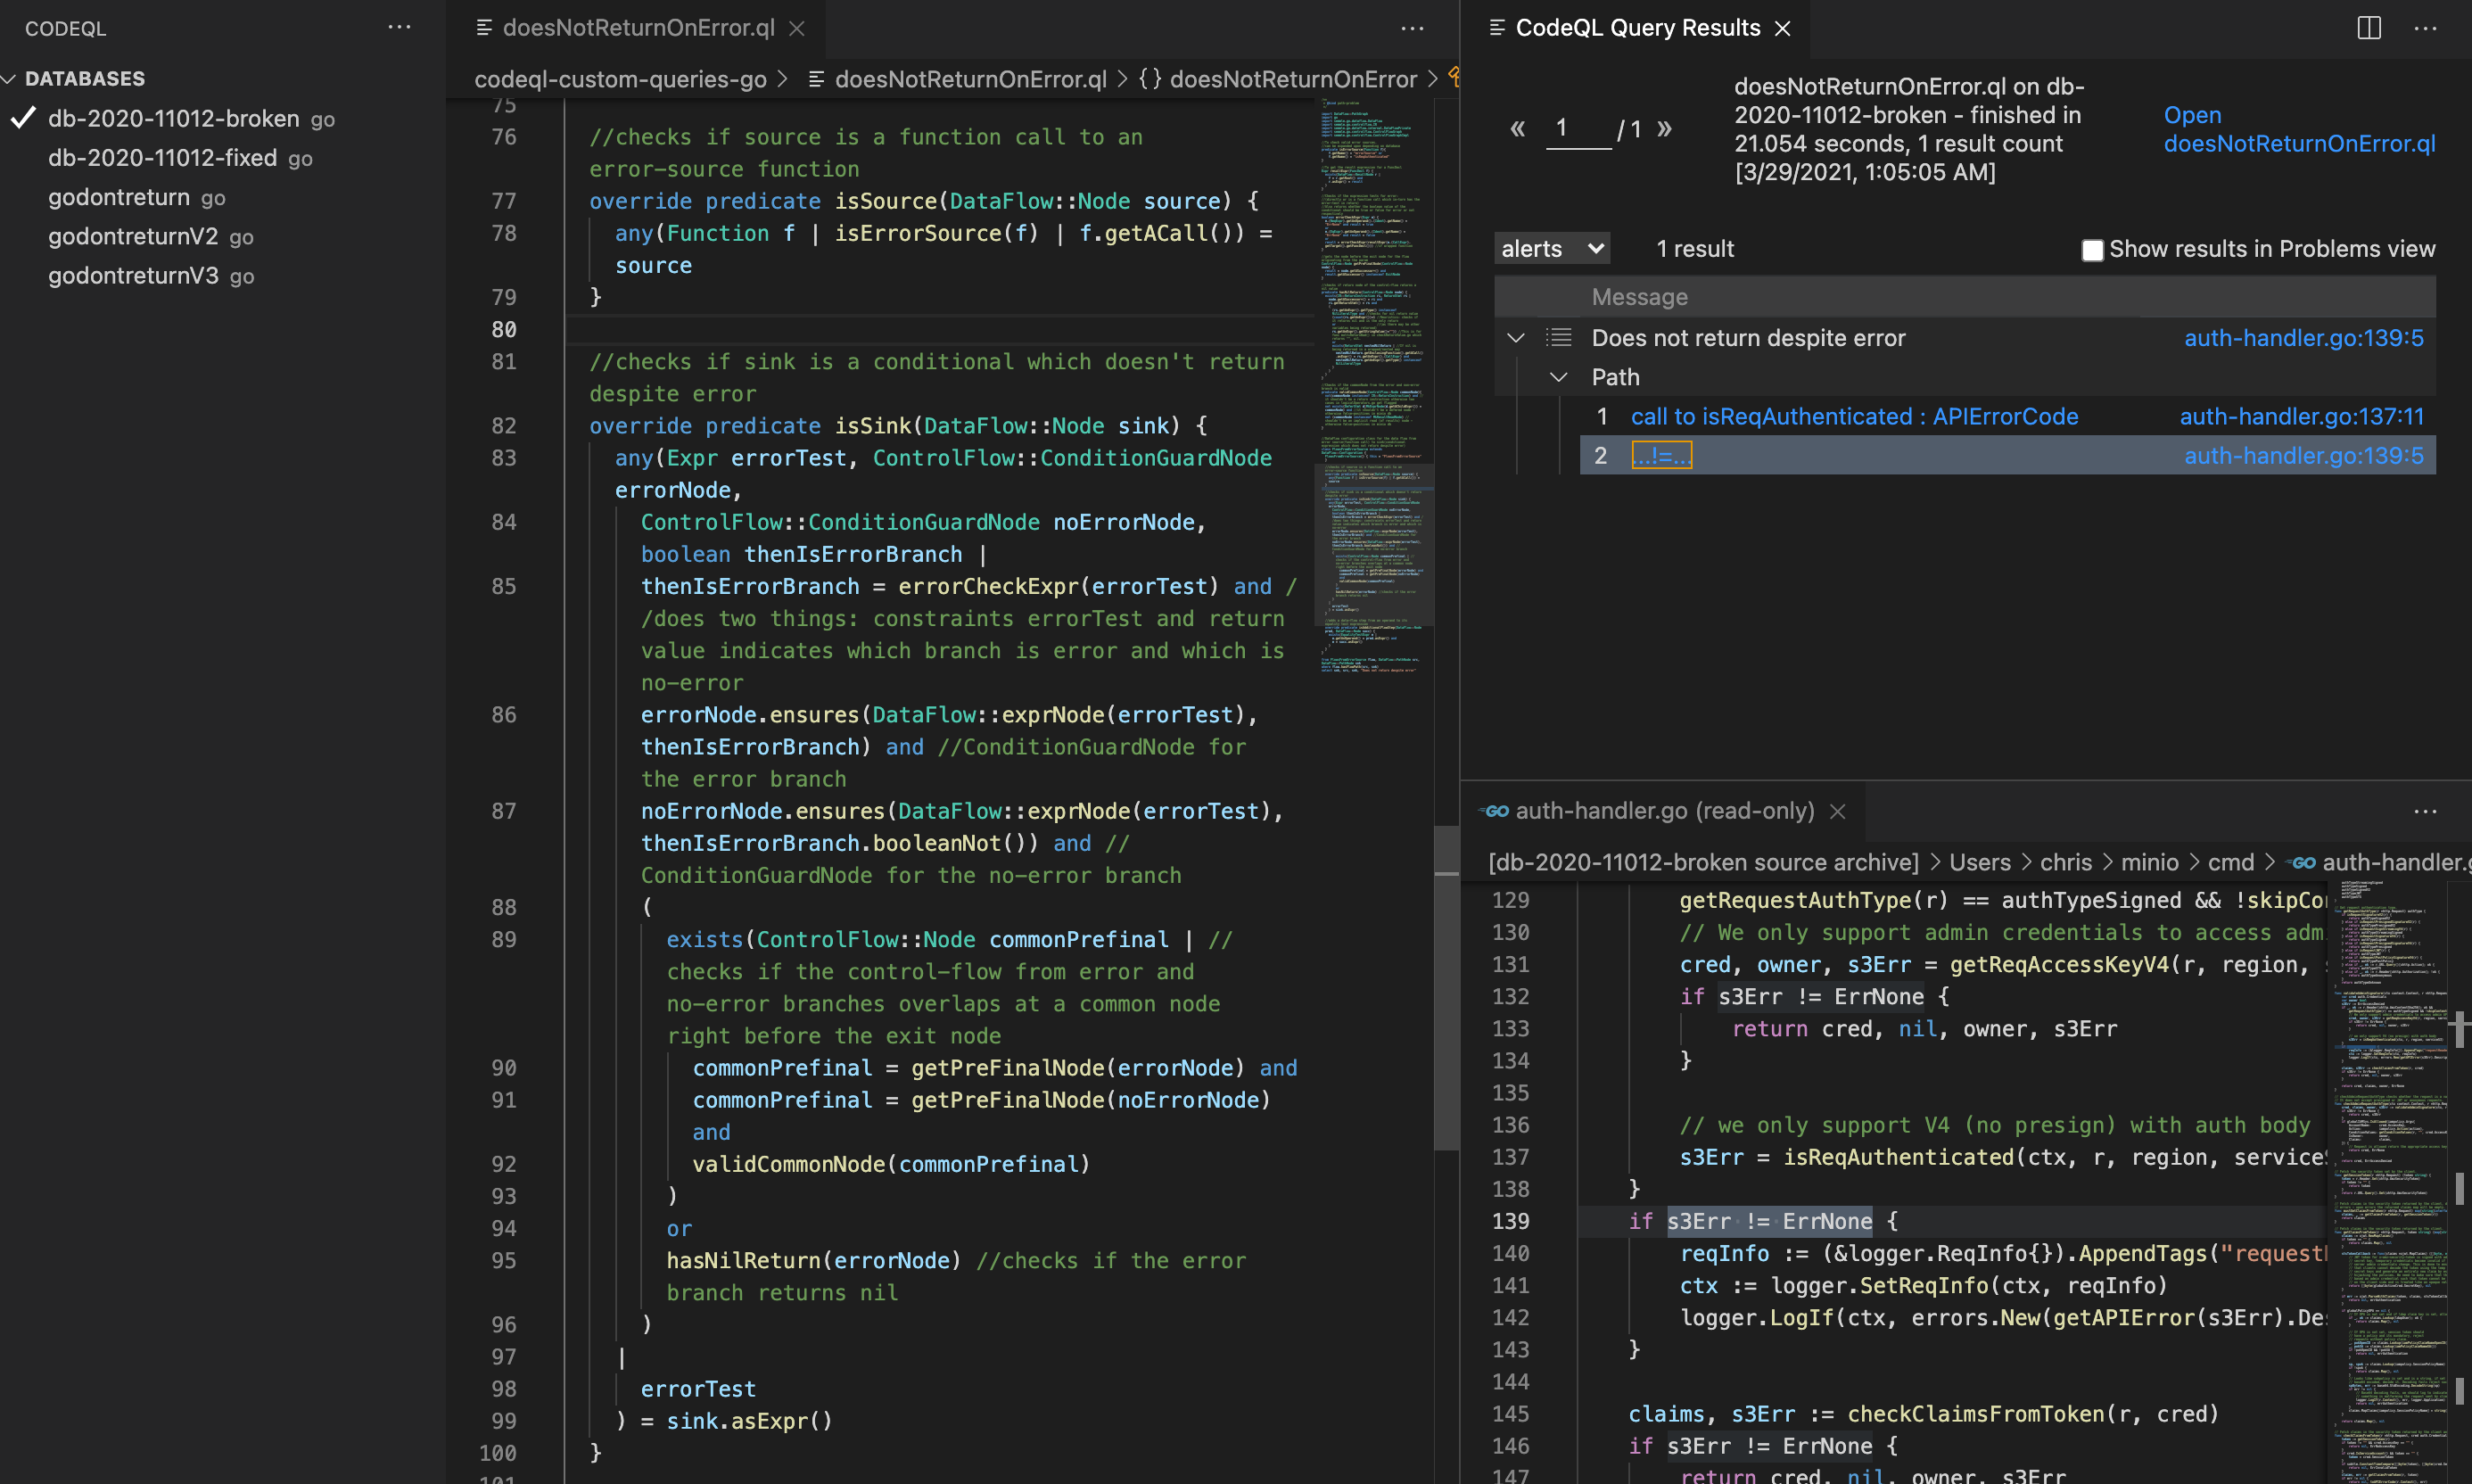 CODEQL
DATABASES
db-2020-11012-broken go
db-2020-11012-fixed go
godontreturn go
godontreturnV2 go
godontreturnV3 go
doesNotReturnOnError.ql
codeql-custom-queries-go > doesNotReturnOnError.ql > {} doesNotReturnOnError >
75
76 //checks if source is a function call to an
error-source function
77 override predicate isSource(DataFlow::Node source) {
78 any(Function f | isErrorSource(f) | f.getACall()) =
source
79 }
80
81 //checks if sink is a conditional which doesn't return
despite error
82 override predicate isSink(DataFlow::Node sink) {
83 any(Expr errorTest, ControlFlow::ConditionGuardNode
errorNode,
84 ControlFlow::ConditionGuardNode noErrorNode,
boolean thenIsErrorBranch |
85 thenIsErrorBranch = errorCheckExpr(errorTest) and /
/does two things: constraints errorTest and return
value indicates which branch is error and which is
no-error
86 errorNode.ensures(DataFlow::exprNode(errorTest),
thenIsErrorBranch) and //ConditionGuardNode for
the error branch
87 noErrorNode.ensures(DataFlow::exprNode(errorTest),
thenIsErrorBranch.booleanNot()) and //
ConditionGuardNode for the no-error branch
88 (
89 exists(ControlFlow::Node commonPrefinal | //
checks if the control-flow from error and
no-error branches overlaps at a common node
right before the exit node
90 commonPrefinal = getPreFinalNode(errorNode) and
91 commonPrefinal = getPreFinalNode(noErrorNode)
and
92 validCommonNode(commonPrefinal)
93 )
94 or
95 hasNilReturn(errorNode) //checks if the error
branch returns nil
96 )
97 |
98 errorTest
99 ) = sink.asExpr()
100 }
101
CodeQL Query Results
« 1 / 1 »
doesNotReturnOnError.ql on db-
2020-11012-broken - finished in
21.054 seconds, 1 result count
[3/29/2021, 1:05:05 AM]
Open
doesNotReturnOnError.ql
alerts 1 result Show results in Problems view
Message
Does not return despite error auth-handler.go:139:5
Path
1 call to isReqAuthenticated : APIErrorCode auth-handler.go:137:11
2 ...!=... auth-handler.go:139:5
GO auth-handler.go (read-only)
[db-2020-11012-broken source archive] > Users > chris > minio > cmd > GO auth-handler.g
129 getRequestAuthType(r) == authTypeSigned && !skipCo
130 // We only support admin credentials to access adm
131 cred, owner, s3Err = getReqAccessKeyV4(r, region,
132 if s3Err != ErrNone {
133 return cred, nil, owner, s3Err
134 }
135
136 // we only support V4 (no presign) with auth body
137 s3Err = isReqAuthenticated(ctx, r, region, service
138 }
139 if s3Err != ErrNone {
140 reqInfo := (&logger.ReqInfo{}).AppendTags("request
141 ctx := logger.SetReqInfo(ctx, reqInfo)
142 logger.LogIf(ctx, errors.New(getAPIError(s3Err).De
143 }
144
145 claims, s3Err := checkClaimsFromToken(r, cred)
146 if s3Err != ErrNone {
147 return cred, nil, owner, s3Err